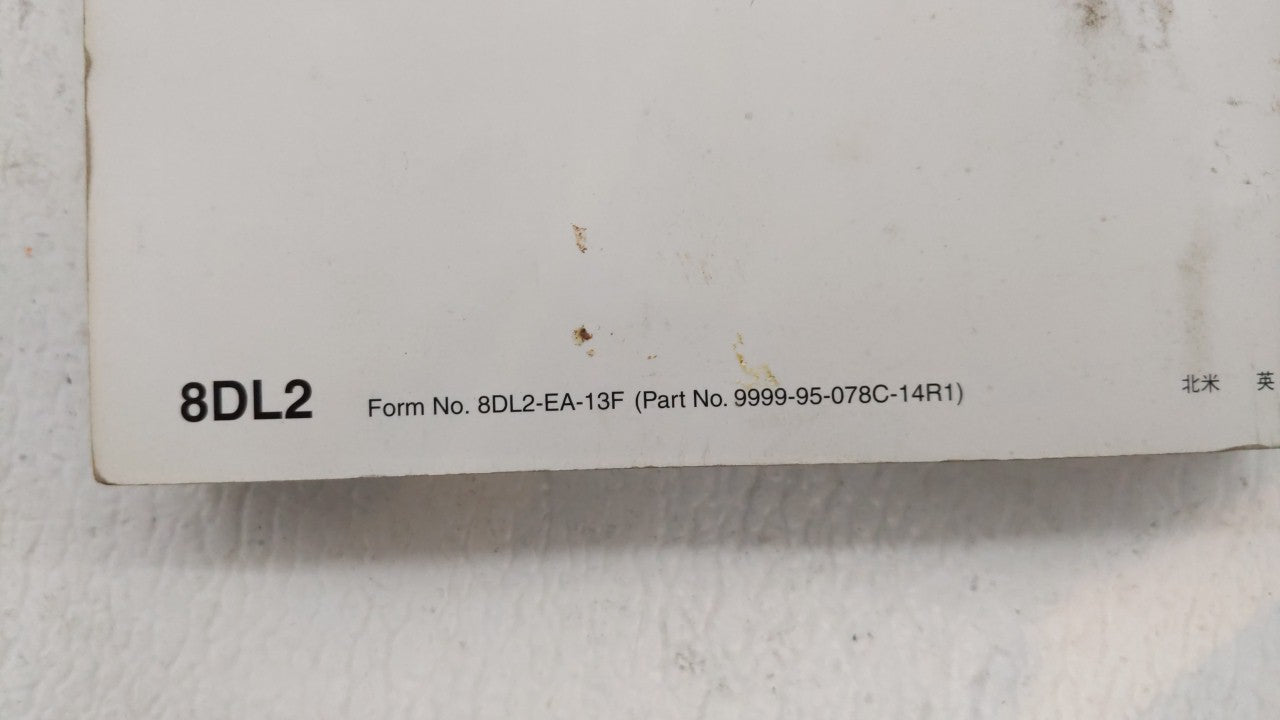 8DL2 Form No. 8DL2-EA-13F (Part No. 9999-95-078C-14R1) 北米 英